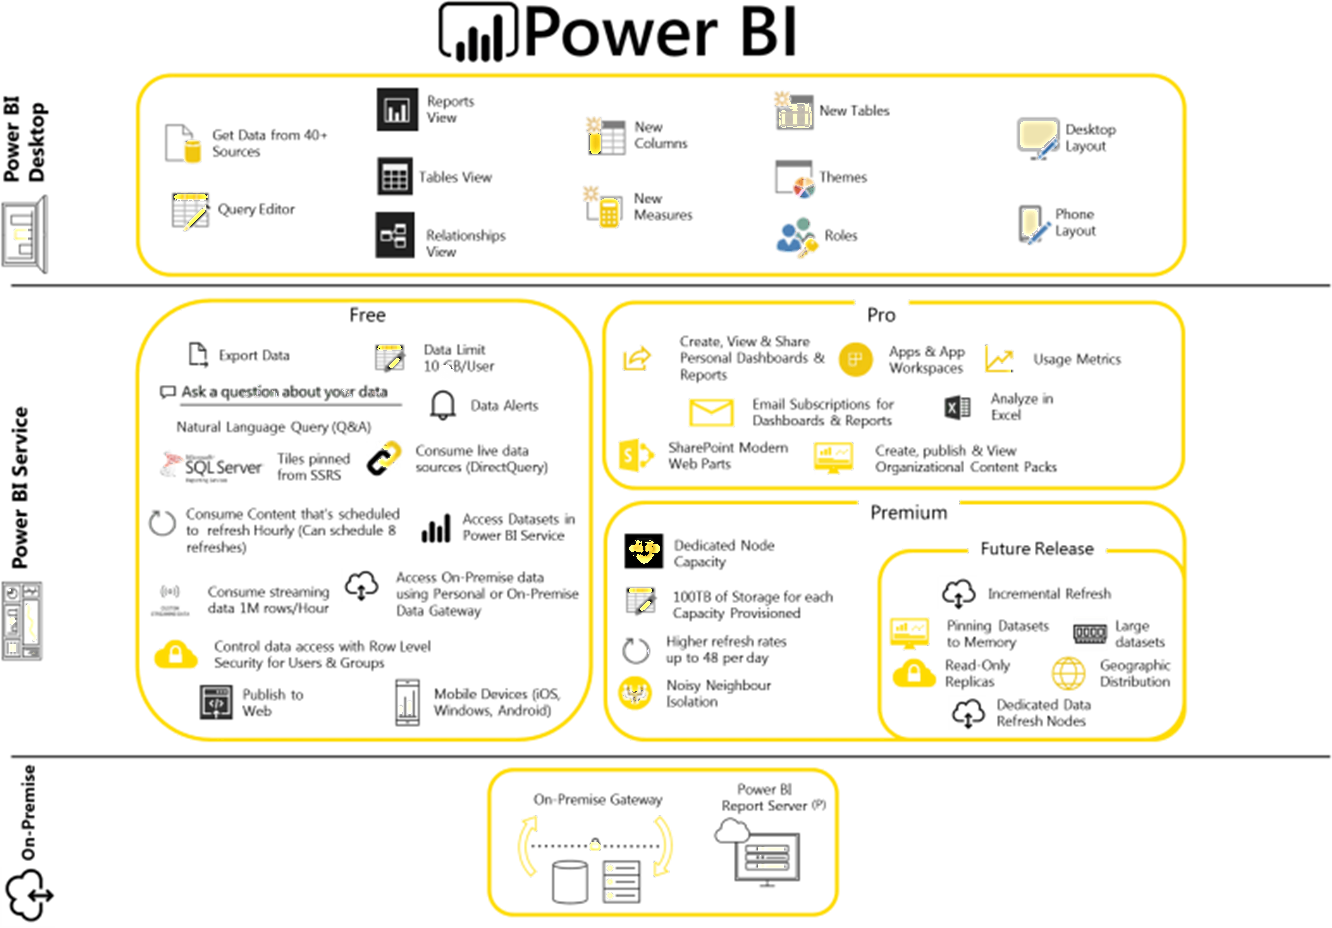 Power BI
Power BI
Desktop
Get Data from 40+
Sources
Query Editor
Reports
View
Tables View
Relationships
View
New
Columns
New
Measures
New Tables
Themes
Roles
Desktop
Layout
Phone
Layout
Power BI Service
Free
Export Data
Data Limit
10 GB/User
Ask a question about your data
Data Alerts
Natural Language Query (Q&A)
SQL Server
Tiles pinned
from SSRS
Consume live data
sources (DirectQuery)
Consume Content that's scheduled
to refresh Hourly (Can schedule 8
refreshes)
Access Datasets in
Power BI Service
Consume streaming
data 1M rows/Hour
Access On-Premise data
using Personal or On-Premise
Data Gateway
Control data access with Row Level
Security for Users & Groups
Publish to
Web
Mobile Devices (iOS,
Windows, Android)
Pro
Create, View & Share
Personal Dashboards &
Reports
Apps & App
Workspaces
Usage Metrics
Email Subscriptions for
Dashboards & Reports
Analyze in
Excel
SharePoint Modern
Web Parts
Create, publish & View
Organizational Content Packs
Premium
Dedicated Node
Capacity
100TB of Storage for each
Capacity Provisioned
Higher refresh rates
up to 48 per day
Noisy Neighbour
Isolation
Future Release
Incremental Refresh
Pinning Datasets
to Memory
Large
datasets
Read-Only
Replicas
Geographic
Distribution
Dedicated Data
Refresh Nodes
On-Premise
On-Premise Gateway
Power BI
Report Server (P)